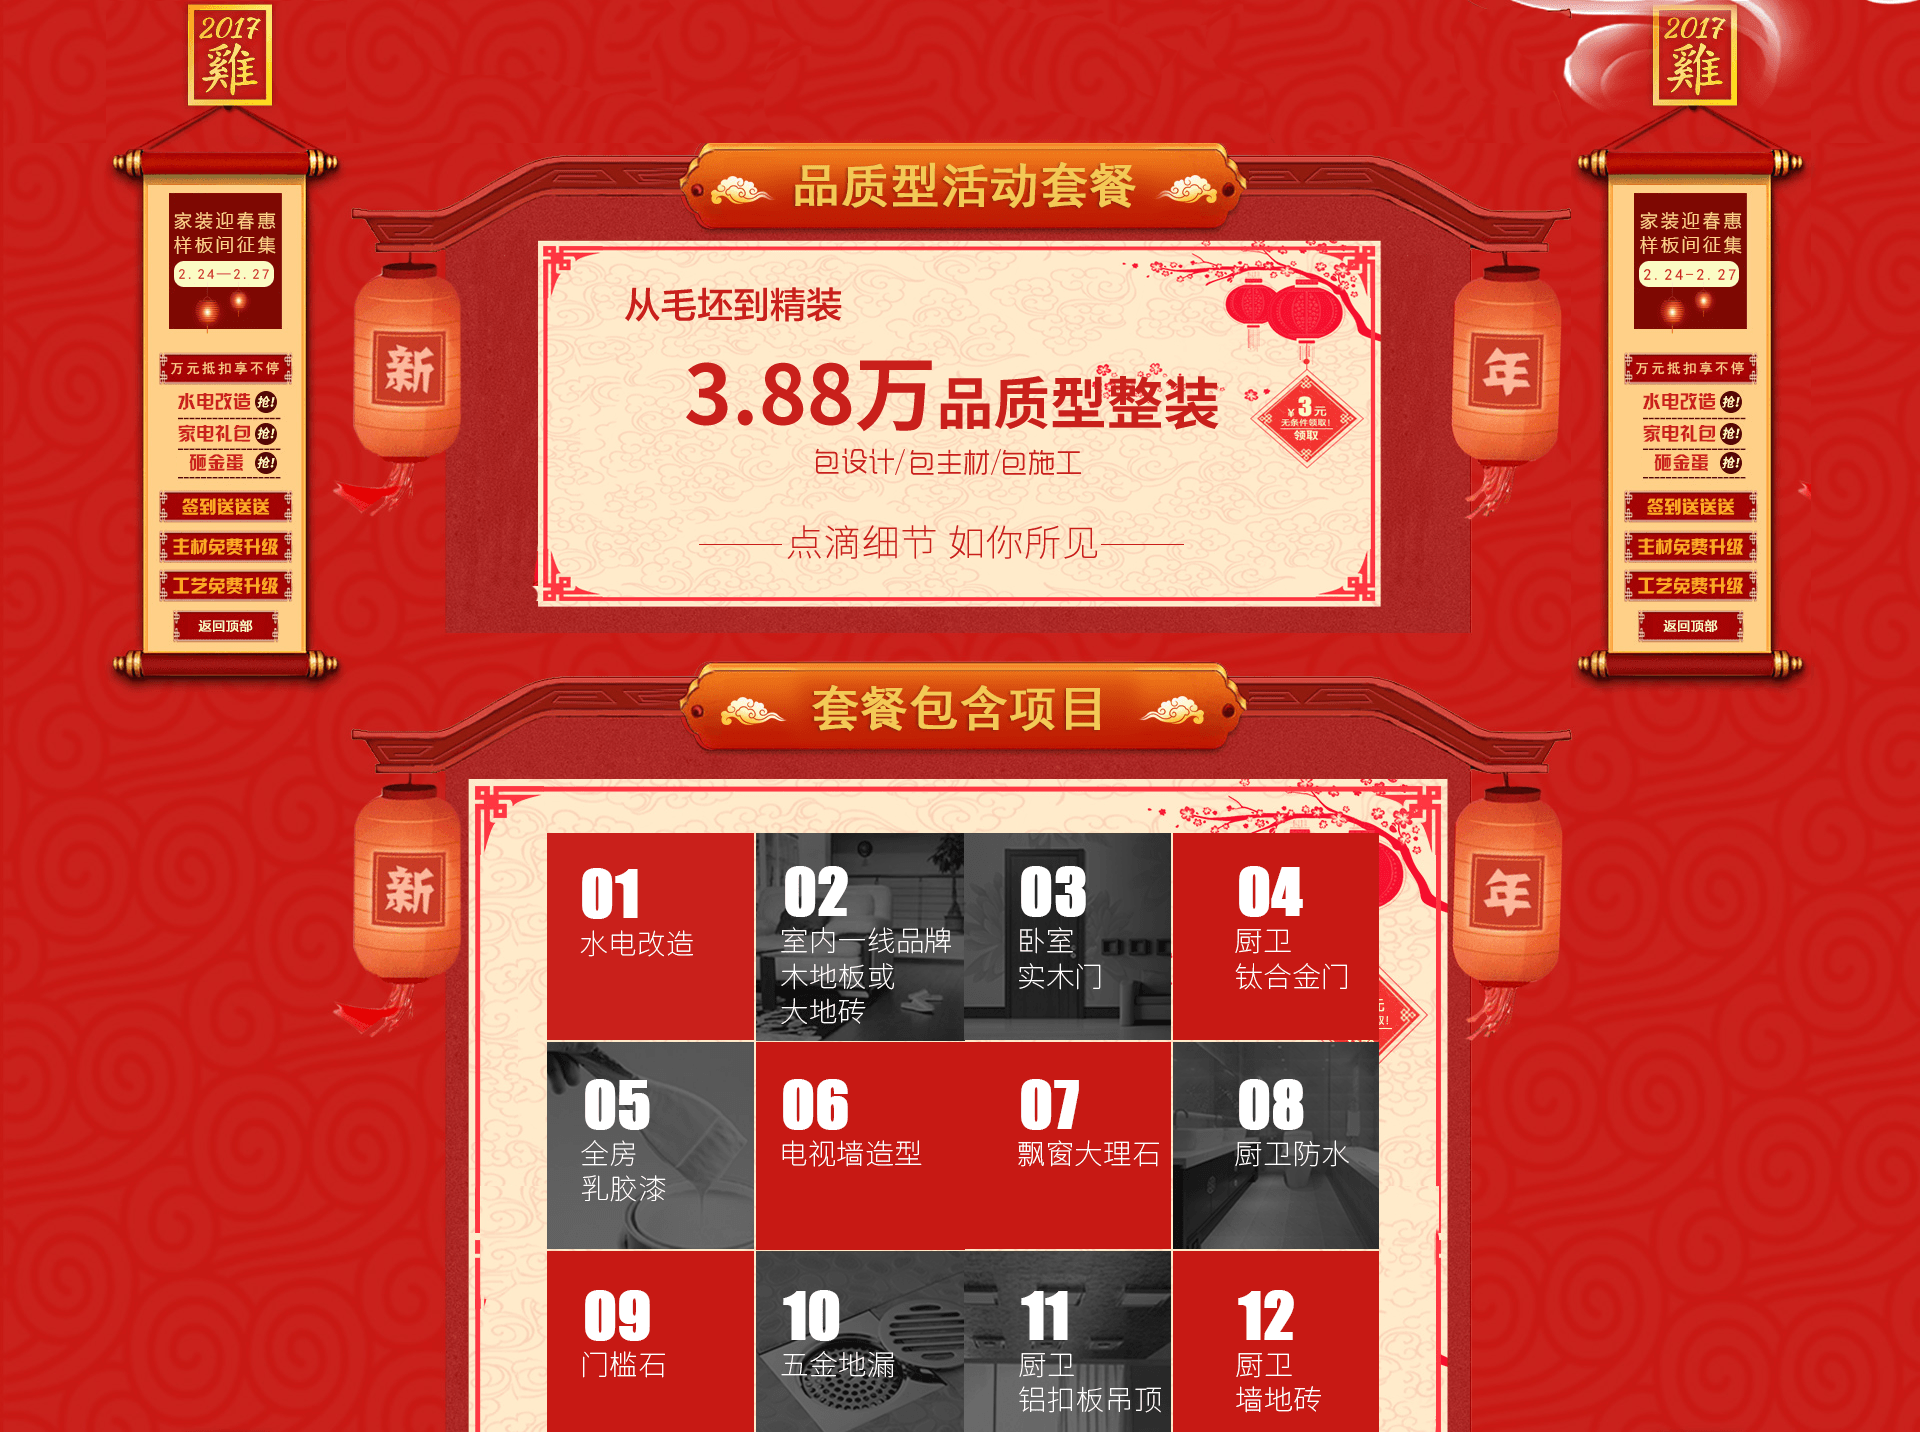 2017
雞
家装迎春惠
样板间征集
2.24—2.27
万元抵扣享不停
水电改造 抢!
家电礼包 抢!
砸金蛋 抢!
签到送送送
主材免费升级
工艺免费升级
返回顶部
品质型活动套餐
新
年
从毛坯到精装
3.88万品质型整装
包设计/包主材/包施工
点滴细节 如你所见
¥3元
无条件领取!
领取
2017
雞
家装迎春惠
样板间征集
2.24-2.27
万元抵扣享不停
水电改造 抢!
家电礼包 抢!
砸金蛋 抢!
签到送送送
主材免费升级
工艺免费升级
返回顶部
套餐包含项目
新
年
01
水电改造
02
室内一线品牌
木地板或
大地砖
03
卧室
实木门
04
厨卫
钛合金门
元
取!
05
全房
乳胶漆
06
电视墙造型
07
飘窗大理石
08
厨卫防水
09
门槛石
10
五金地漏
11
厨卫
铝扣板吊顶
12
厨卫
墙地砖